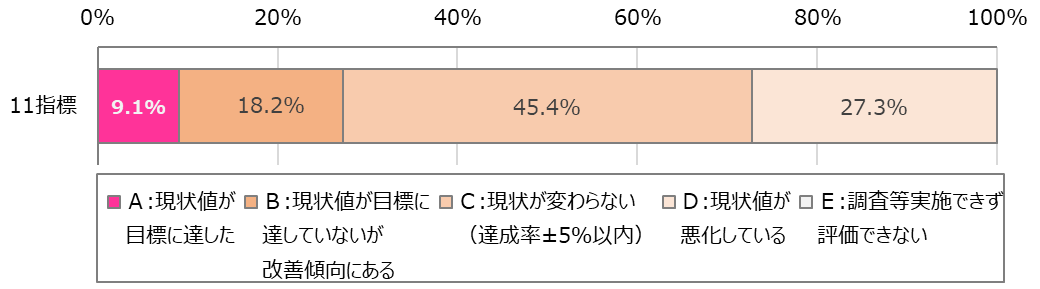 0% 20% 40% 60% 80% 100%
11指標 9.1% 18.2% 45.4% 27.3%
A:現状値が B:現状値が目標に C:現状が変わらない D:現状値が E:調査等実施できず
目標に達した 達していないが （達成率±5%以内） 悪化している 評価できない
改善傾向にある